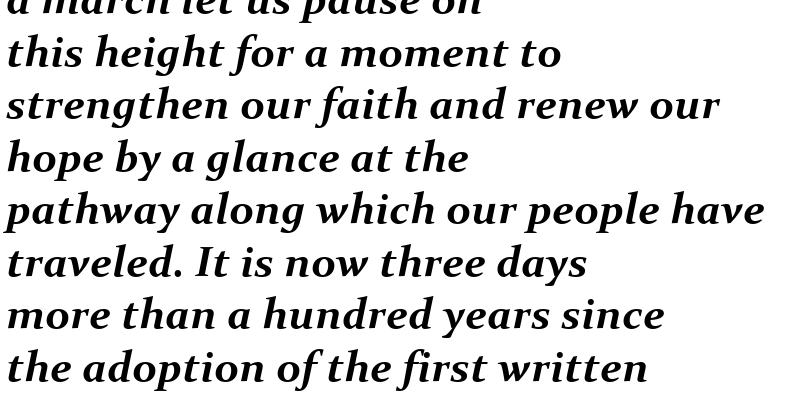 a march let us pause on
this height for a moment to
strengthen our faith and renew our
hope by a glance at the
pathway along which our people have
traveled. It is now three days
more than a hundred years since
the adoption of the first written